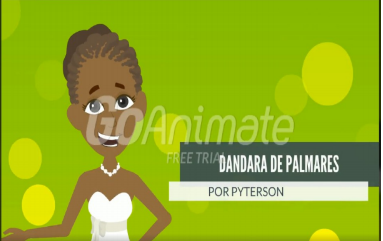 GOAnimate
FREE TRIAL
DANDARA DE PALMARES
POR PYTERSON